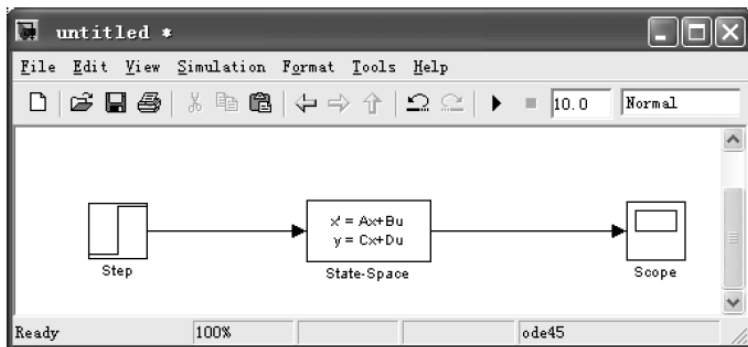 untitled *
File Edit View Simulation Format Tools Help
10.0 Normal
x' = Ax+Bu
y = Cx+Du
Step
State-Space
Scope
Ready 100% ode45